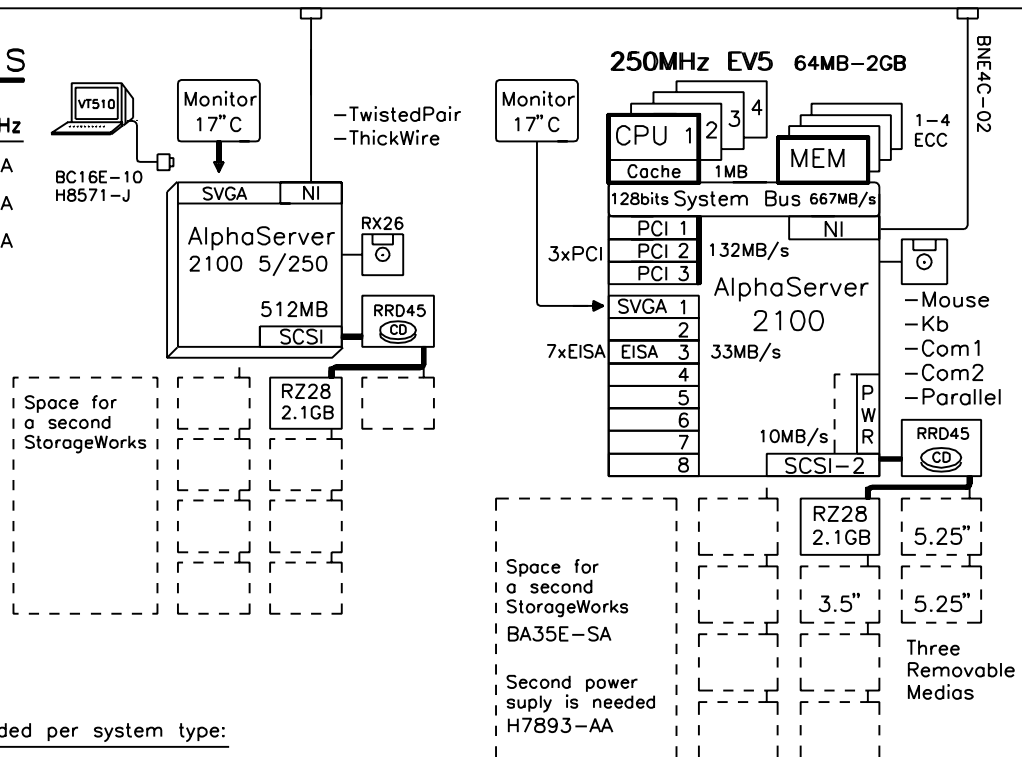 S
Hz
A
A
A
VT510
BC16E-10
H8571-J
Monitor
17"C
-TwistedPair
-ThickWire
SVGA
NI
AlphaServer
2100 5/250
512MB
SCSI
RX26
RRD45
CD
Space for
a second
StorageWorks
RZ28
2.1GB
ded per system type:
250MHz EV5 64MB-2GB
Monitor
17"C
CPU 1
2
3
4
Cache
1MB
MEM
1-4
ECC
BNE4C-02
128bits System Bus 667MB/s
NI
3xPCI
PCI 1
PCI 2
PCI 3
132MB/s
AlphaServer
2100
SVGA 1
2
7xEISA
EISA 3
33MB/s
4
5
6
7
8
-Mouse
-Kb
-Com1
-Com2
-Parallel
PWR
10MB/s
SCSI-2
RRD45
CD
RZ28
2.1GB
5.25"
3.5"
5.25"
Space for
a second
StorageWorks
BA35E-SA
Second power
suply is needed
H7893-AA
Three
Removable
Medias